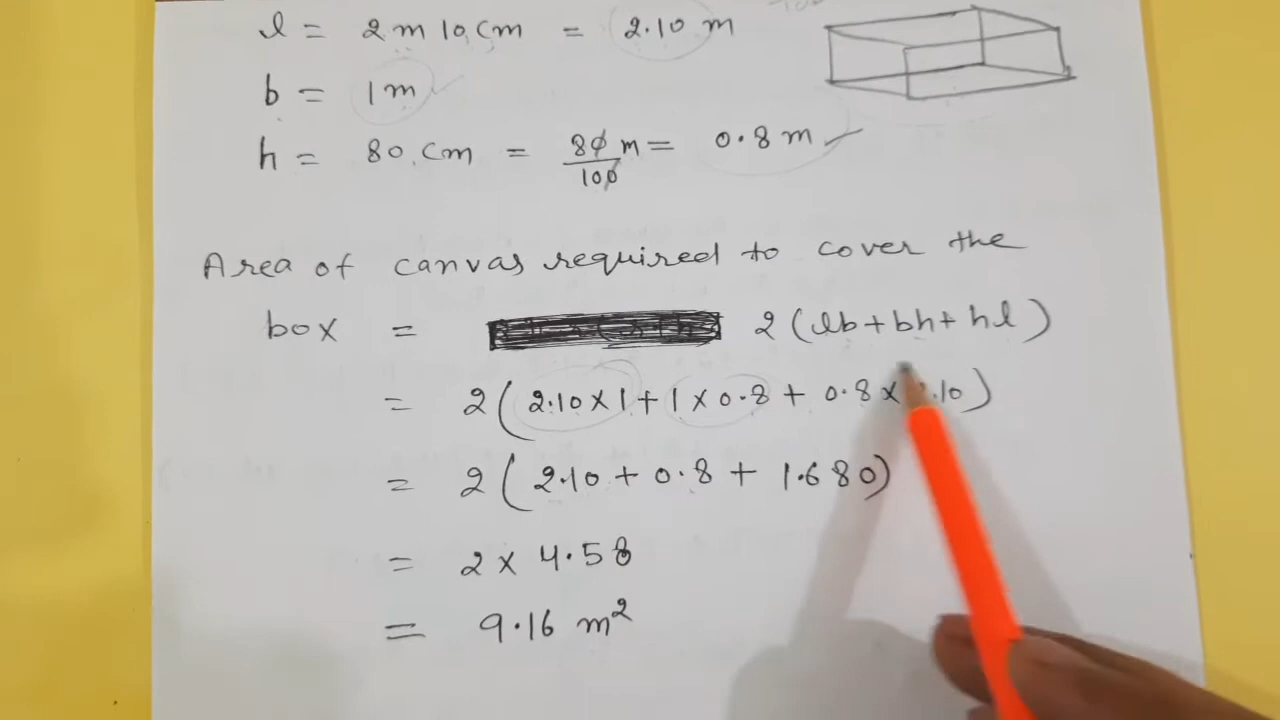 l = 2 m 10 cm = 2.10 m
b = 1 m
h = 80 cm = 80/100 m = 0.8 m
Area of canvas required to cover the
box = 2 (lb + bh + hl)
= 2 ( 2.10 × 1 + 1 × 0.8 + 0.8 × .10 )
= 2 ( 2.10 + 0.8 + 1.680 )
= 2 × 4.58
= 9.16 m²